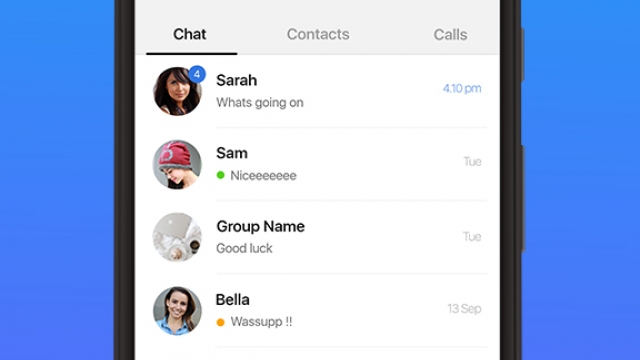 Chat Contacts Calls
4
Sarah 4.10 pm
Whats going on
Sam Tue
Niceeeeeee
Group Name Tue
Good luck
Bella 13 Sep
Wassupp !!